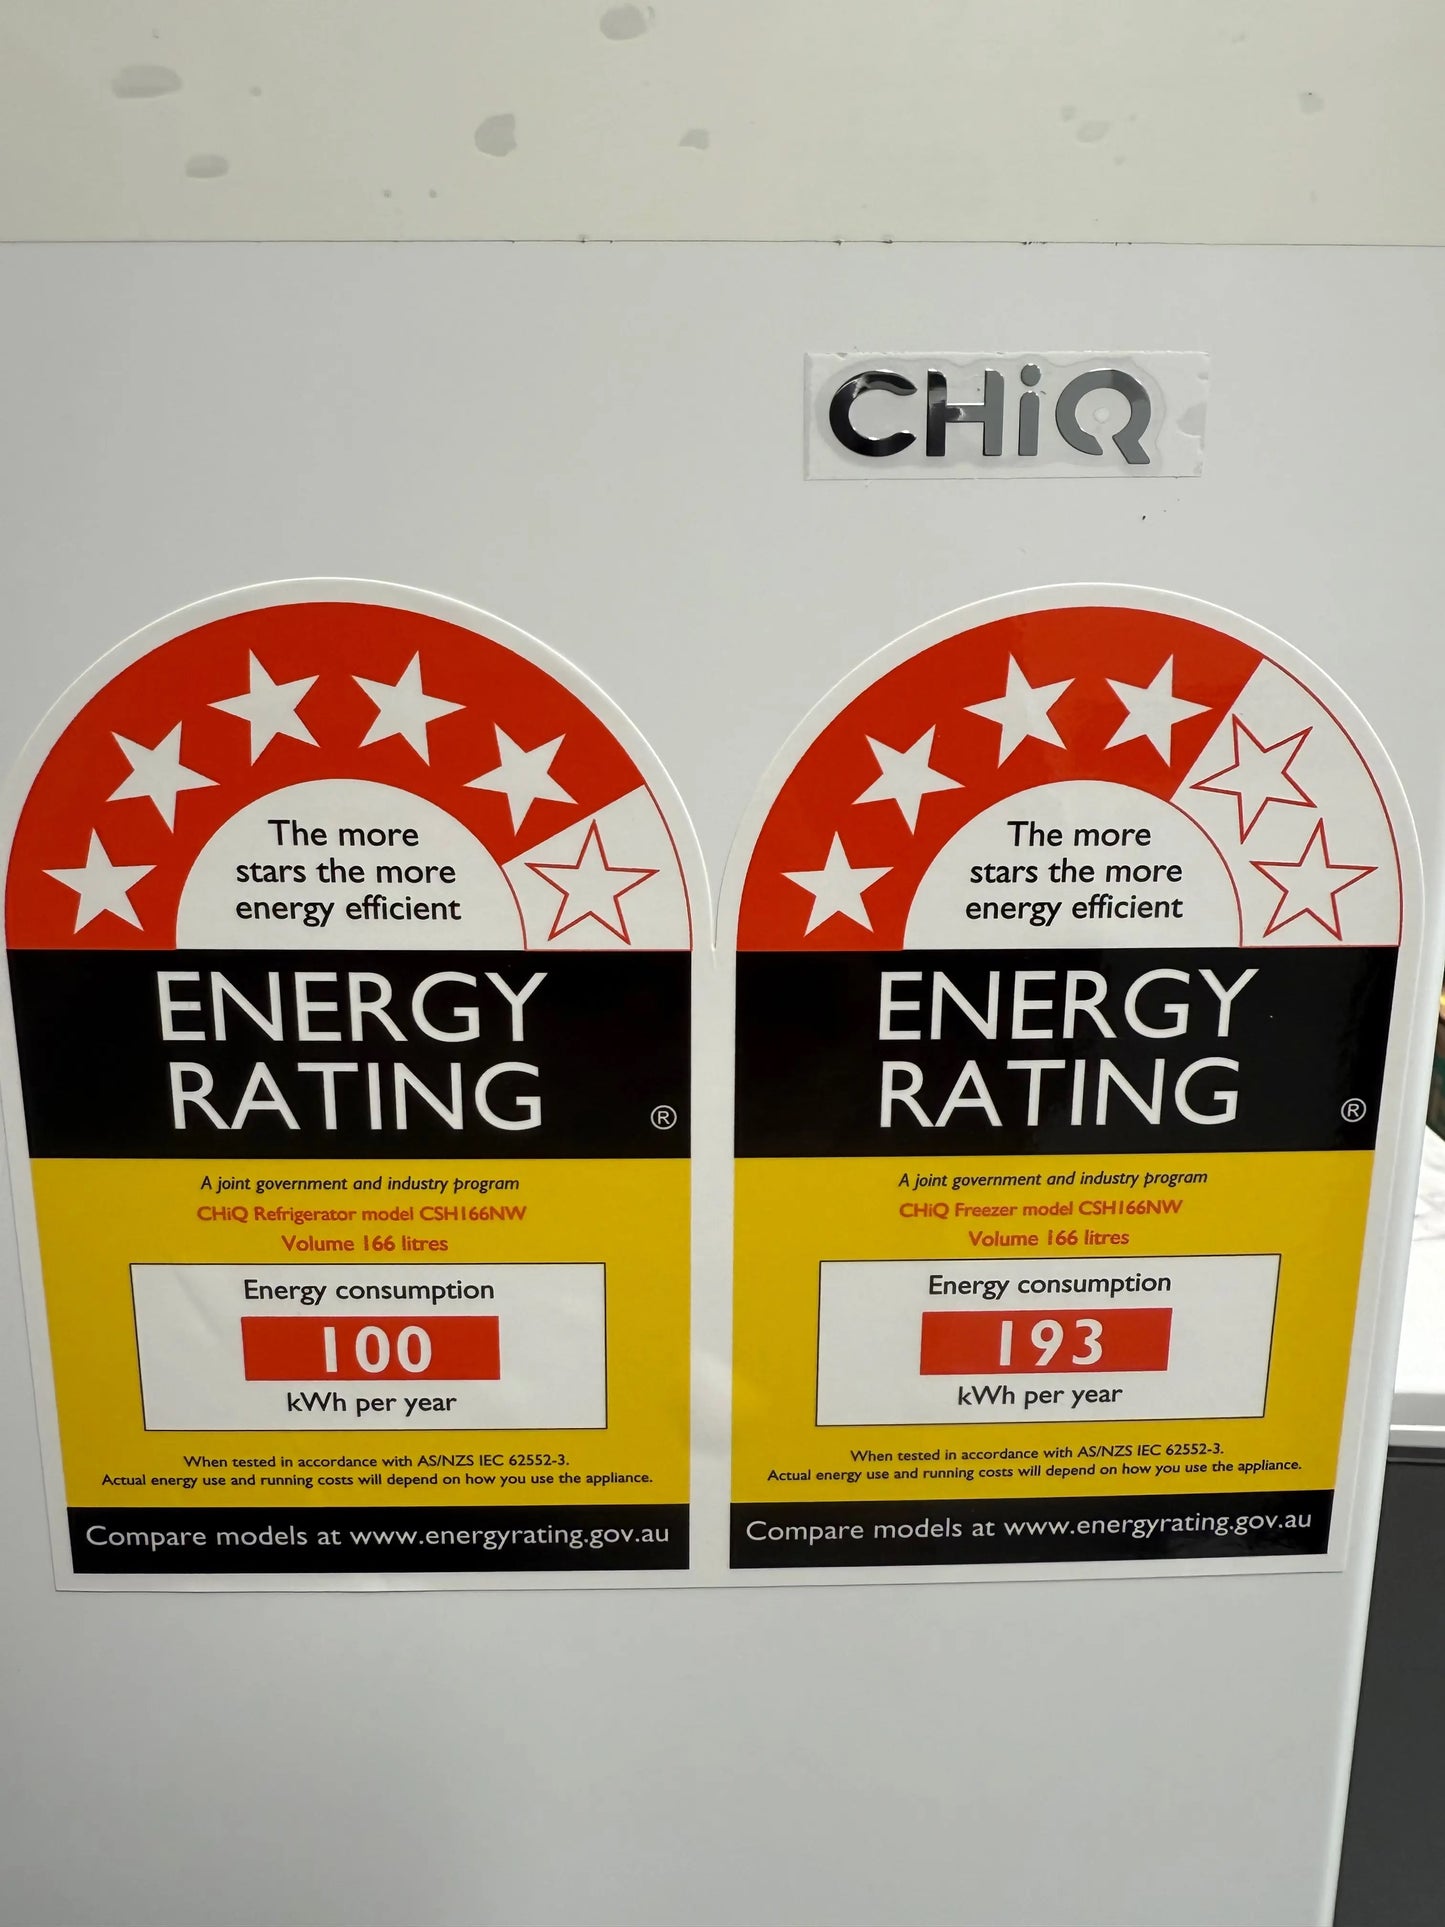 CHiQ
The more
stars the more
energy efficient
ENERGY
RATING ®
A joint government and industry program
CHiQ Refrigerator model CSH166NW
Volume 166 litres
Energy consumption
100
kWh per year
When tested in accordance with AS/NZS IEC 62552-3.
Actual energy use and running costs will depend on how you use the appliance.
Compare models at www.energyrating.gov.au
The more
stars the more
energy efficient
ENERGY
RATING ®
A joint government and industry program
CHiQ Freezer model CSH166NW
Volume 166 litres
Energy consumption
193
kWh per year
When tested in accordance with AS/NZS IEC 62552-3.
Actual energy use and running costs will depend on how you use the appliance.
Compare models at www.energyrating.gov.au